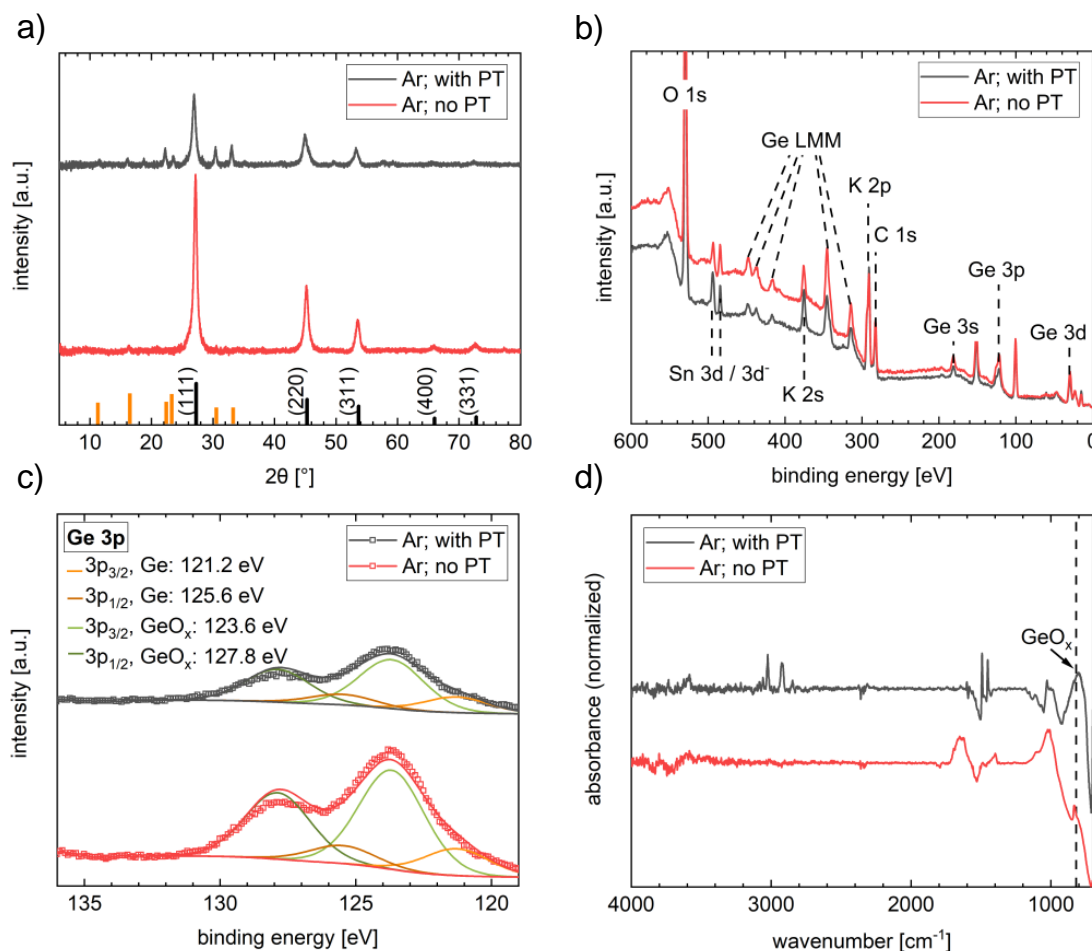 a)
Ar; with PT
Ar; no PT
intensity [a.u.]
(111)
(220)
(311)
(400)
(331)
10 20 30 40 50 60 70 80
2θ [°]
b)
Ar; with PT
Ar; no PT
O 1s
Ge LMM
K 2p
C 1s
Ge 3p
Ge 3s
Ge 3d
Sn 3d / 3d⁻
K 2s
intensity [a.u.]
600 500 400 300 200 100 0
binding energy [eV]
c)
Ge 3p
3p3/2, Ge: 121.2 eV
3p1/2, Ge: 125.6 eV
3p3/2, GeOx: 123.6 eV
3p1/2, GeOx: 127.8 eV
Ar; with PT
Ar; no PT
intensity [a.u.]
135 130 125 120
binding energy [eV]
d)
Ar; with PT
Ar; no PT
GeOx
absorbance (normalized)
4000 3000 2000 1000
wavenumber [cm⁻¹]